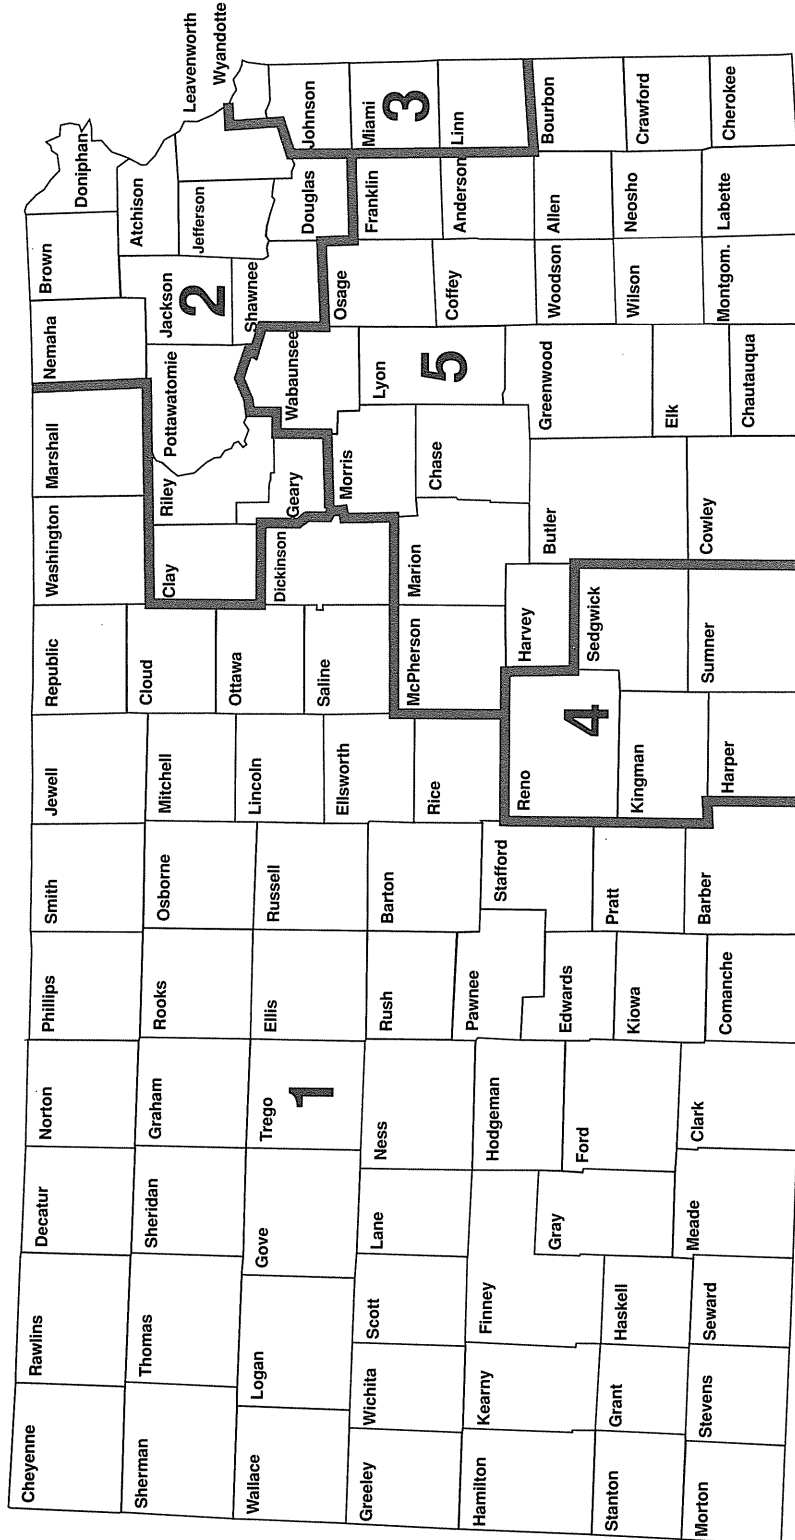 Cheyenne
Rawlins
Decatur
Norton
Phillips
Smith
Jewell
Republic
Washington
Marshall
Nemaha
Brown
Doniphan
Sherman
Thomas
Sheridan
Graham
Rooks
Osborne
Mitchell
Cloud
Clay
Riley
Pottawatomie
Jackson
2
Atchison
Jefferson
Leavenworth
Wyandotte
Wallace
Logan
Gove
Trego
1
Ellis
Russell
Lincoln
Ottawa
Saline
Dickinson
Geary
Wabaunsee
Shawnee
Douglas
Johnson
Greeley
Wichita
Scott
Lane
Ness
Rush
Barton
Ellsworth
Rice
McPherson
Marion
Morris
Chase
Lyon
5
Osage
Coffey
Franklin
Anderson
Miami
3
Linn
Hamilton
Kearny
Finney
Gray
Hodgeman
Ford
Pawnee
Edwards
Stafford
Reno
4
Harvey
Sedgwick
Butler
Greenwood
Woodson
Allen
Bourbon
Stanton
Grant
Haskell
Kiowa
Pratt
Kingman
Elk
Wilson
Neosho
Crawford
Morton
Stevens
Seward
Meade
Clark
Comanche
Barber
Harper
Sumner
Cowley
Chautauqua
Montgom.
Labette
Cherokee